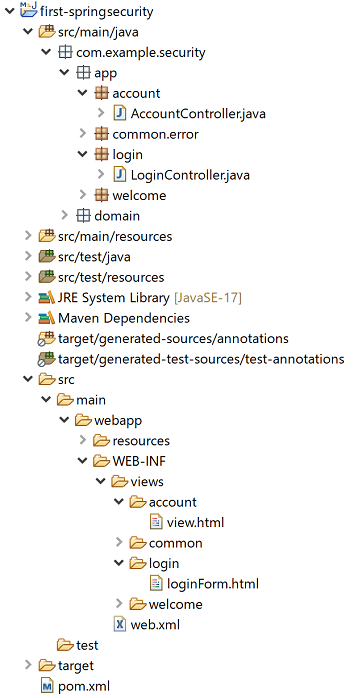 first-springsecurity
src/main/java
com.example.security
app
account
AccountController.java
common.error
login
LoginController.java
welcome
domain
src/main/resources
src/test/java
src/test/resources
JRE System Library [JavaSE-17]
Maven Dependencies
target/generated-sources/annotations
target/generated-test-sources/test-annotations
src
main
webapp
resources
WEB-INF
views
account
view.html
common
login
loginForm.html
welcome
web.xml
test
target
pom.xml